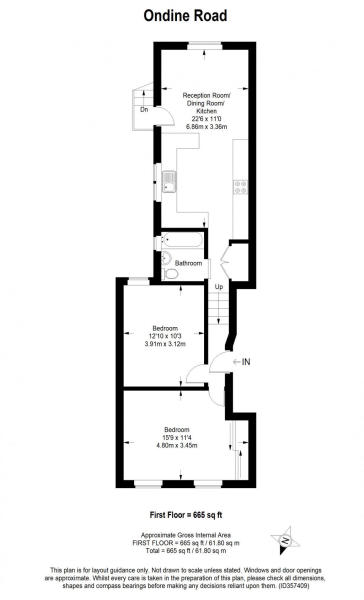 Ondine Road
Reception Room/
Dining Room/
Kitchen
22'6 x 11'0
6.86m x 3.36m
Dn
Bathroom
Up
Bedroom
12'10 x 10'3
3.91m x 3.12m
IN
Bedroom
15'9 x 11'4
4.80m x 3.45m
First Floor = 665 sq ft
Approximate Gross Internal Area
FIRST FLOOR = 665 sq ft / 61.80 sq m
Total = 665 sq ft / 61.80 sq m
N
This plan is for layout guidance only. Not drawn to scale unless stated. Windows and door openings
are approximate. Whilst every care is taken in the preparation of this plan, please check all dimensions,
shapes and compass bearings before making any decisions reliant upon them. (ID357409)